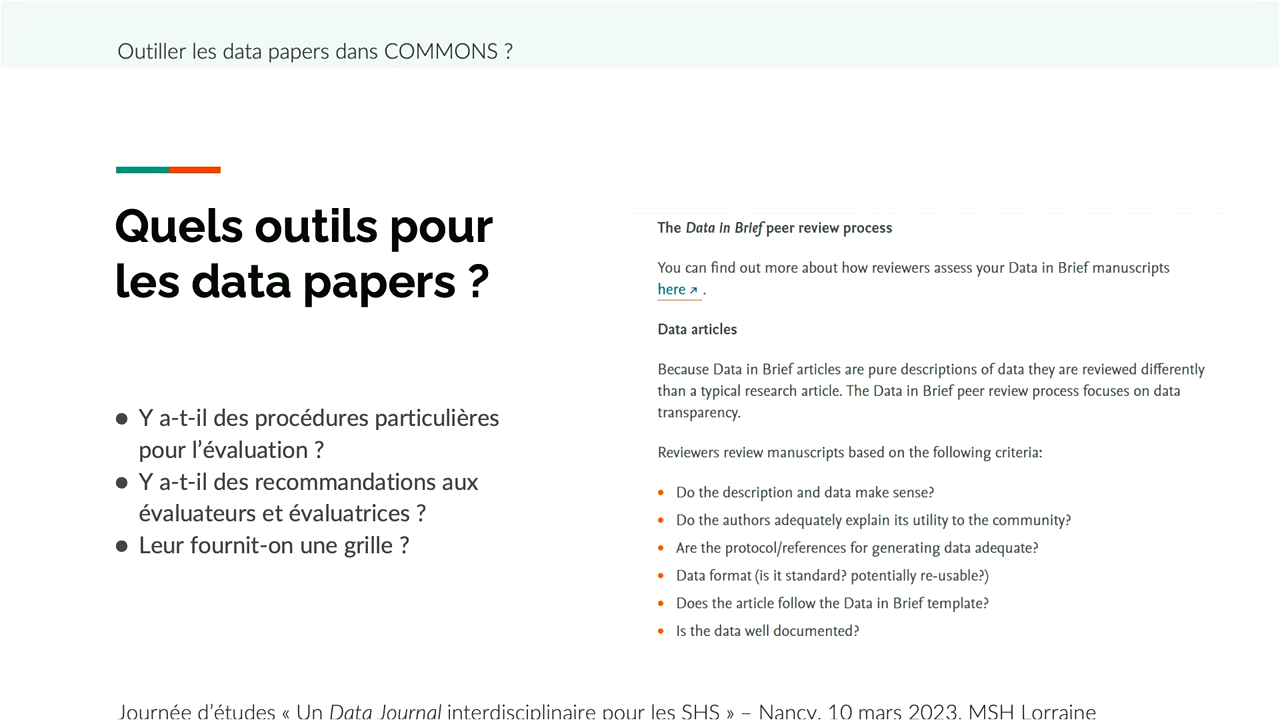 Outiller les data papers dans COMMONS ?
Quels outils pour
les data papers ?
● Y a-t-il des procédures particulières
pour l’évaluation ?
● Y a-t-il des recommandations aux
évaluateurs et évaluatrices ?
● Leur fournit-on une grille ?
The Data in Brief peer review process
You can find out more about how reviewers assess your Data in Brief manuscripts
here ↗ .
Data articles
Because Data in Brief articles are pure descriptions of data they are reviewed differently
than a typical research article. The Data in Brief peer review process focuses on data
transparency.
Reviewers review manuscripts based on the following criteria:
• Do the description and data make sense?
• Do the authors adequately explain its utility to the community?
• Are the protocol/references for generating data adequate?
• Data format (is it standard? potentially re-usable?)
• Does the article follow the Data in Brief template?
• Is the data well documented?
Journée d’études « Un Data Journal interdisciplinaire pour les SHS » – Nancy, 10 mars 2023, MSH Lorraine